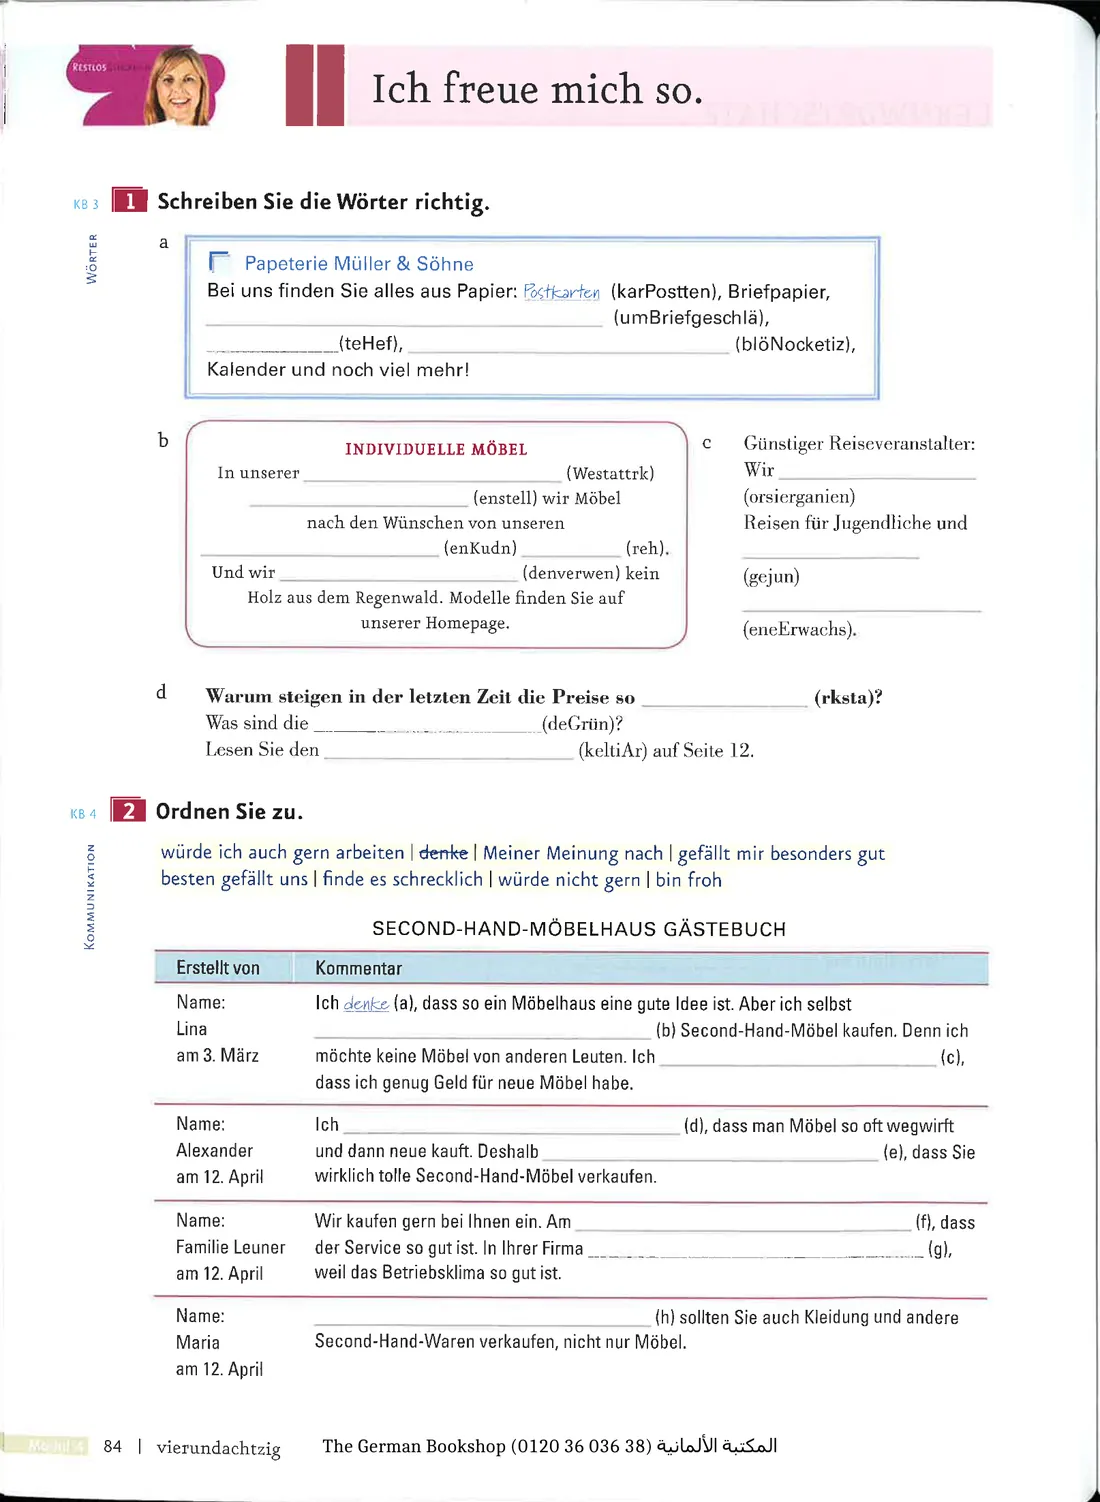 RESTLOS
Ich freue mich so.
KB 3 1 Schreiben Sie die Wörter richtig.
WÖRTER
a
Papeterie Müller & Söhne
Bei uns finden Sie alles aus Papier: Postkarten (karPostten), Briefpapier,
(umBriefgeschlä),
(teHef), (blöNocketiz),
Kalender und noch viel mehr!
b
INDIVIDUELLE MÖBEL
In unserer (Westattrk)
(enstell) wir Möbel
nach den Wünschen von unseren
(enKudn) (reh).
Und wir (denverwen) kein
Holz aus dem Regenwald. Modelle finden Sie auf
unserer Homepage.
c
Günstiger Reiseveranstalter:
Wir
(orsierganien)
Reisen für Jugendliche und
(gejun)
(eneErwachs).
d
Warum steigen in der letzten Zeit die Preise so (rksta)?
Was sind die (deGrün)?
Lesen Sie den (keltiAr) auf Seite 12.
KB 4 2 Ordnen Sie zu.
KOMMUNIKATION
würde ich auch gern arbeiten | denke | Meiner Meinung nach | gefällt mir besonders gut
besten gefällt uns | finde es schrecklich | würde nicht gern | bin froh
SECOND-HAND-MÖBELHAUS GÄSTEBUCH
Erstellt von Kommentar
Name: Ich denke (a), dass so ein Möbelhaus eine gute Idee ist. Aber ich selbst
Lina (b) Second-Hand-Möbel kaufen. Denn ich
am 3. März möchte keine Möbel von anderen Leuten. Ich (c),
dass ich genug Geld für neue Möbel habe.
Name: Ich (d), dass man Möbel so oft wegwirft
Alexander und dann neue kauft. Deshalb (e), dass Sie
am 12. April wirklich tolle Second-Hand-Möbel verkaufen.
Name: Wir kaufen gern bei Ihnen ein. Am (f), dass
Familie Leuner der Service so gut ist. In Ihrer Firma (g),
am 12. April weil das Betriebsklima so gut ist.
Name: (h) sollten Sie auch Kleidung und andere
Maria Second-Hand-Waren verkaufen, nicht nur Möbel.
am 12. April
Modul 4 84 | vierundachtzig The German Bookshop (0120 36 036 38) المكتبة الألمانية